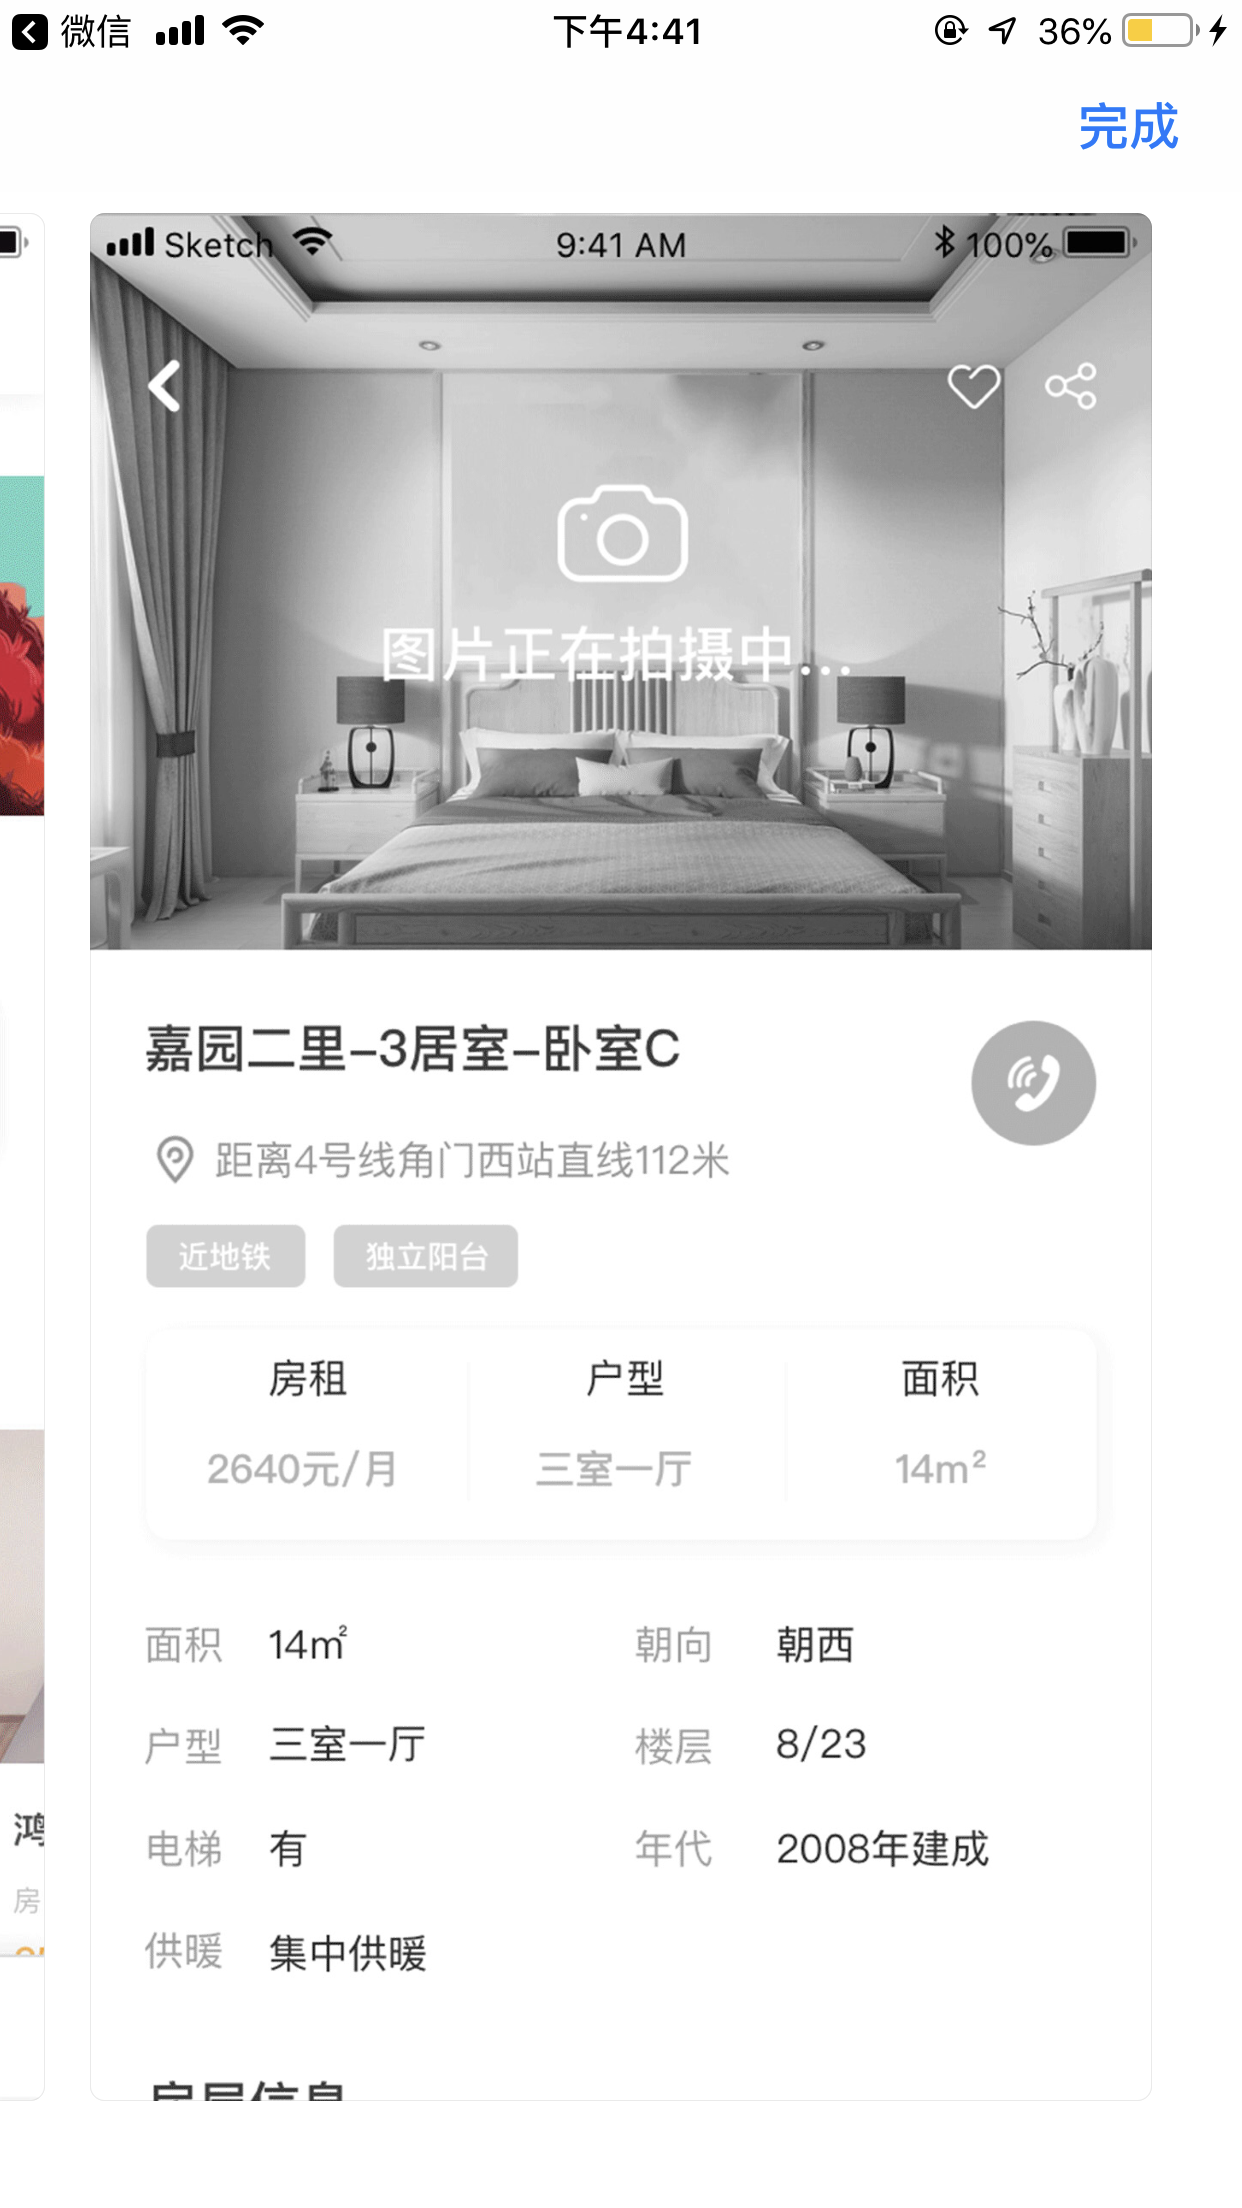 微信 下午4:41 36%
完成
Sketch 9:41 AM 100%
图片正在拍摄中...
嘉园二里-3居室-卧室C
距离4号线角门西站直线112米
近地铁 独立阳台
房租 户型 面积
2640元/月 三室一厅 14m²
面积 14㎡ 朝向 朝西
户型 三室一厅 楼层 8/23
鸿
电梯 有 年代 2008年建成
房
供暖 集中供暖